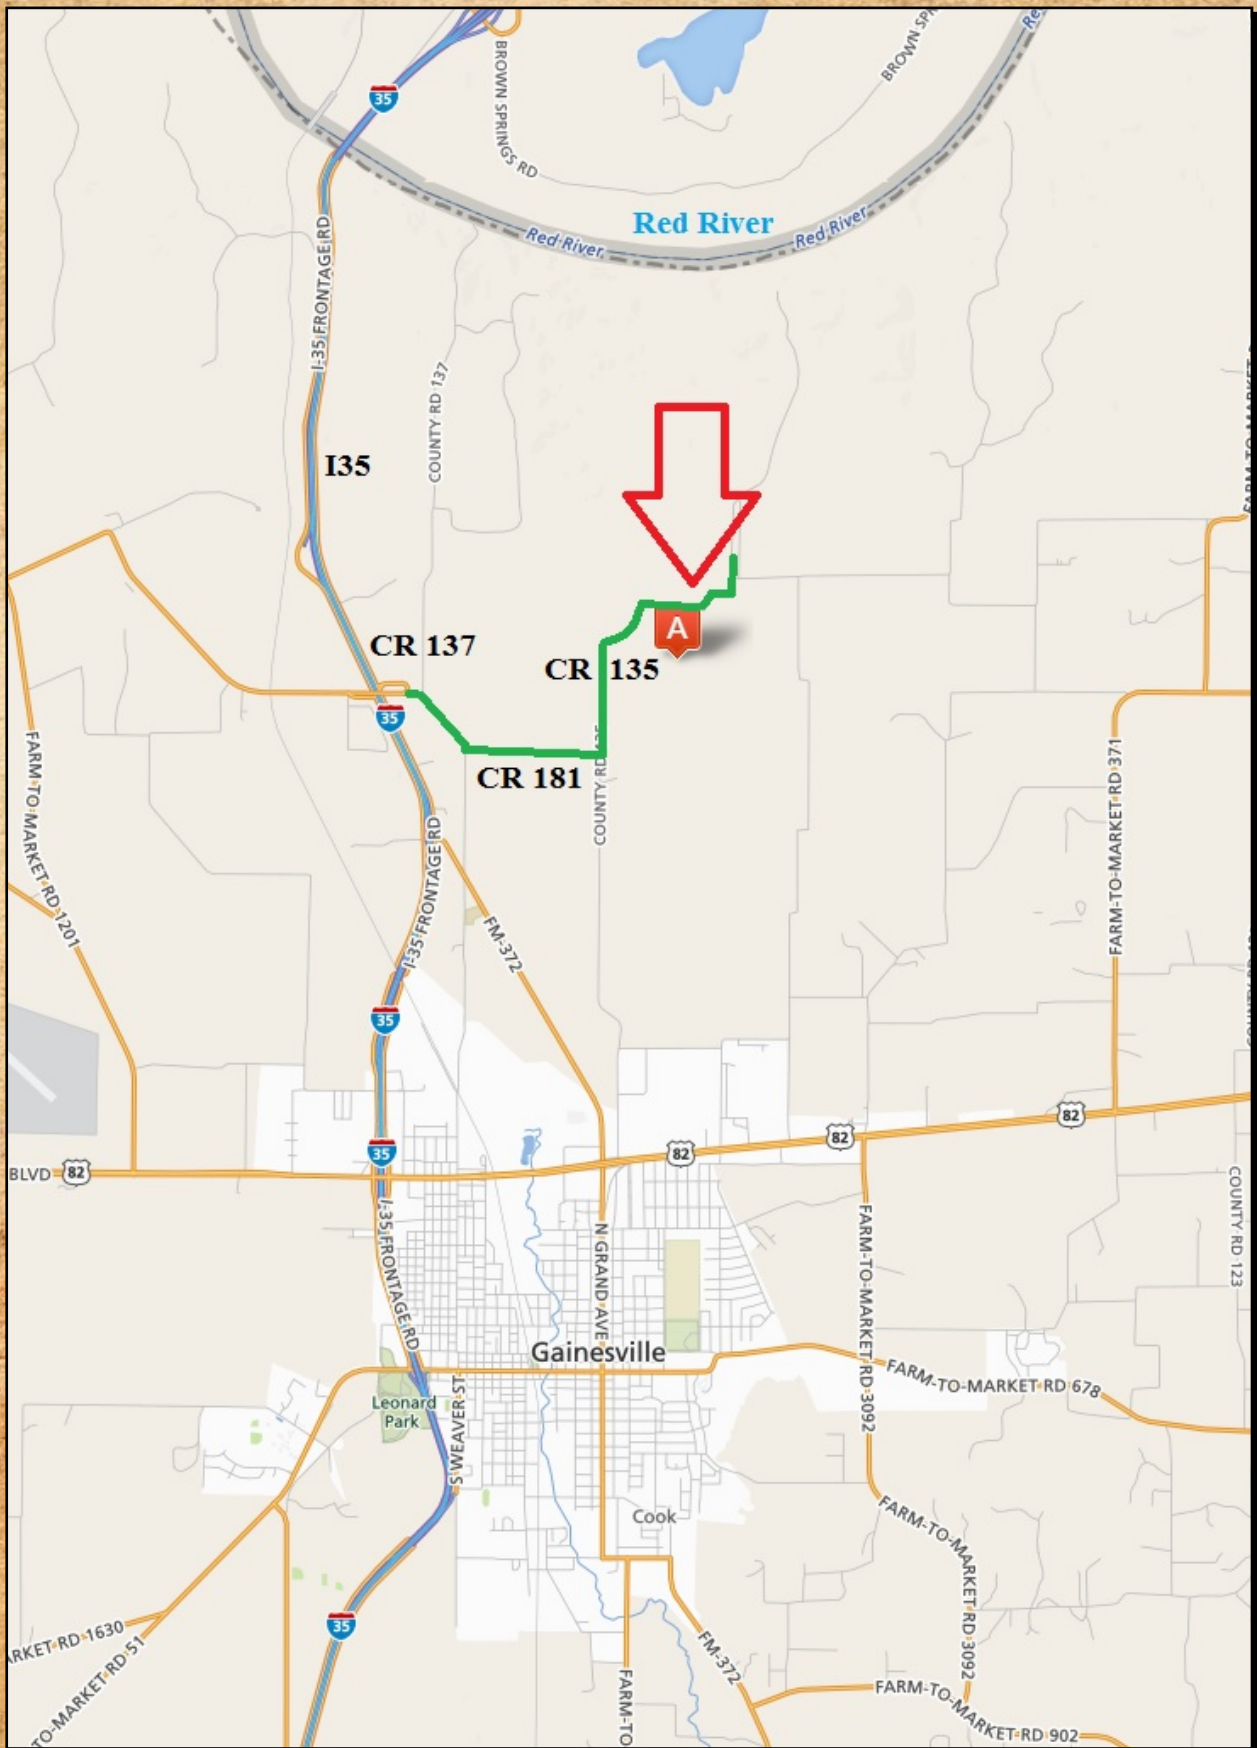 35
BROWN SPRINGS RD
BROWN
Red River
Red River
Red River
I-35 FRONTAGE RD
COUNTY RD 137
I35
CR 137
CR 135
A
35
CR 181
COUNTY RD
FARM-TO-MARKET RD 371
FARM TO MARKET RD 1201
I-35 FRONTAGE RD
FM-372
35
82
82
82
35
BLVD 82
I-35 FRONTAGE RD
N GRAND AVE
FARM-TO-MARKET RD 3092
COUNTY RD 123
Gainesville
FARM-TO-MARKET RD 678
Leonard
Park
S WEAVER ST
Cook
FARM-TO-MARKET RD 3092
35
ARKET RD 1630
TO-MARKET RD 51
FM-372
FARM-TO
FARM-TO-MARKET RD 902